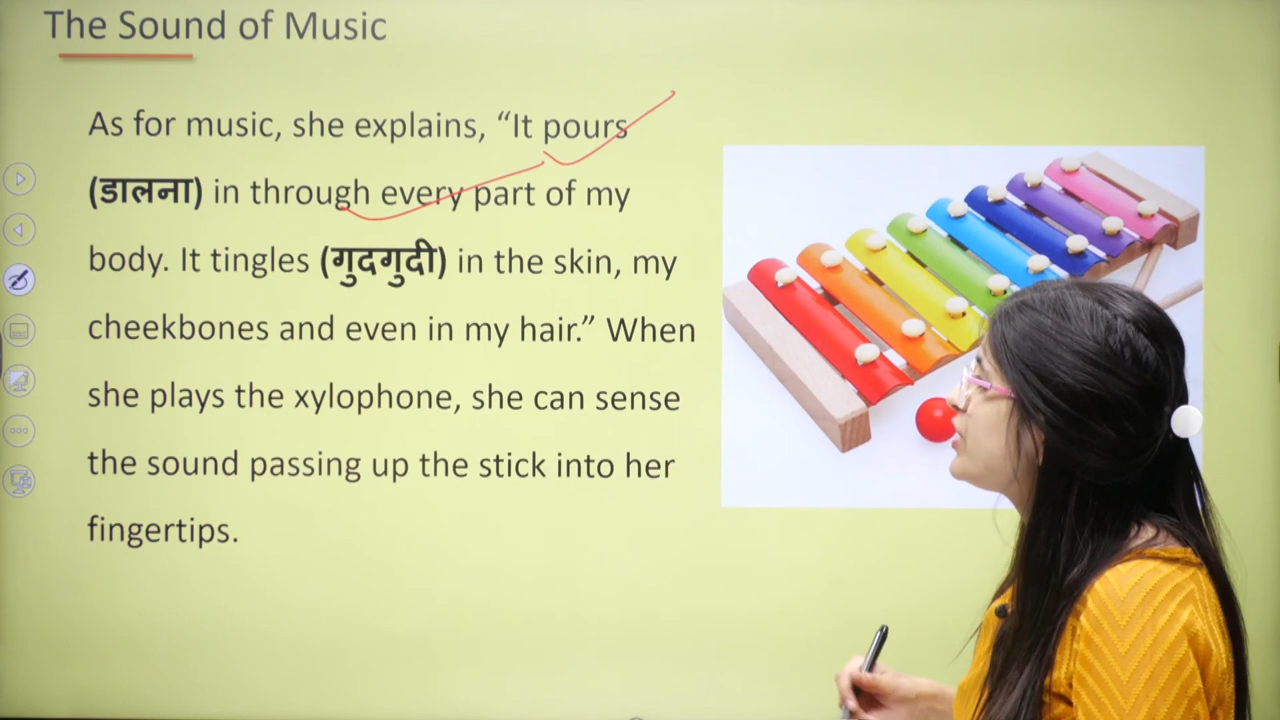 The Sound of Music
As for music, she explains, “It pours
(डालना) in through every part of my
body. It tingles (गुदगुदी) in the skin, my
cheekbones and even in my hair.” When
she plays the xylophone, she can sense
the sound passing up the stick into her
fingertips.